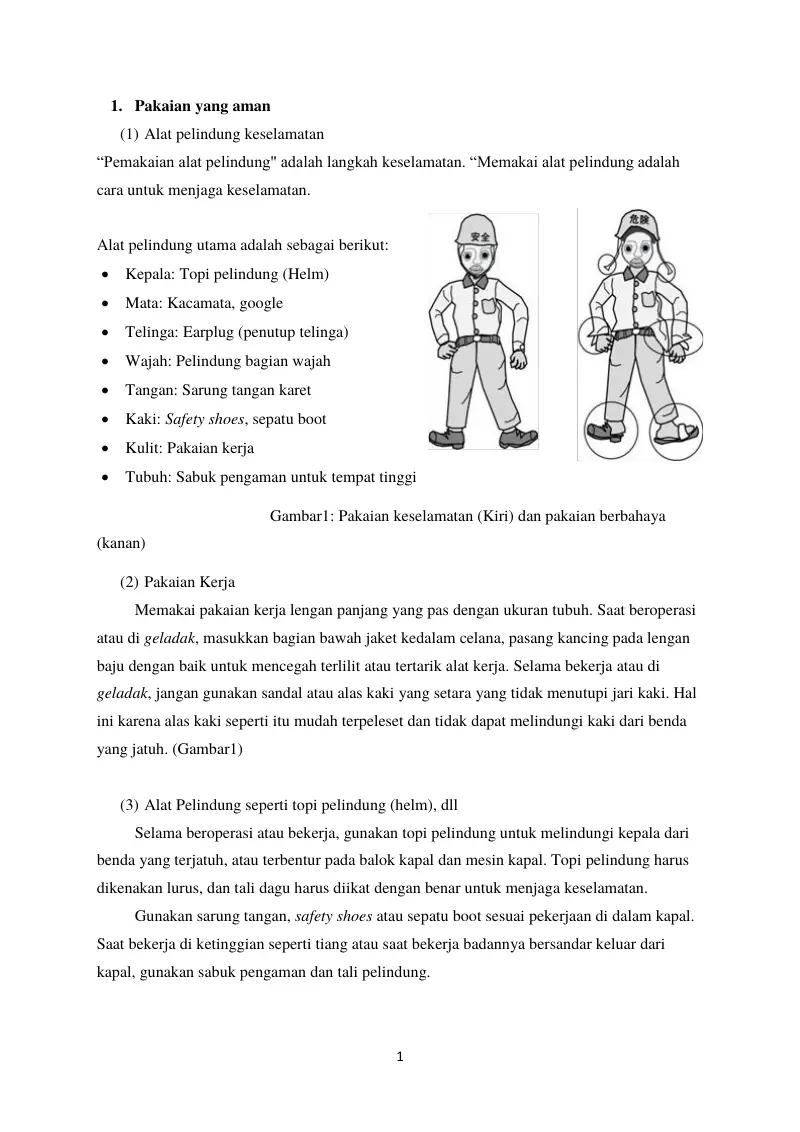 1. Pakaian yang aman
(1) Alat pelindung keselamatan
“Pemakaian alat pelindung" adalah langkah keselamatan. “Memakai alat pelindung adalah
cara untuk menjaga keselamatan.
Alat pelindung utama adalah sebagai berikut:
• Kepala: Topi pelindung (Helm)
• Mata: Kacamata, google
• Telinga: Earplug (penutup telinga)
• Wajah: Pelindung bagian wajah
• Tangan: Sarung tangan karet
• Kaki: Safety shoes, sepatu boot
• Kulit: Pakaian kerja
• Tubuh: Sabuk pengaman untuk tempat tinggi
安全
危険
Gambar1: Pakaian keselamatan (Kiri) dan pakaian berbahaya
(kanan)
(2) Pakaian Kerja
Memakai pakaian kerja lengan panjang yang pas dengan ukuran tubuh. Saat beroperasi
atau di geladak, masukkan bagian bawah jaket kedalam celana, pasang kancing pada lengan
baju dengan baik untuk mencegah terlilit atau tertarik alat kerja. Selama bekerja atau di
geladak, jangan gunakan sandal atau alas kaki yang setara yang tidak menutupi jari kaki. Hal
ini karena alas kaki seperti itu mudah terpeleset dan tidak dapat melindungi kaki dari benda
yang jatuh. (Gambar1)
(3) Alat Pelindung seperti topi pelindung (helm), dll
Selama beroperasi atau bekerja, gunakan topi pelindung untuk melindungi kepala dari
benda yang terjatuh, atau terbentur pada balok kapal dan mesin kapal. Topi pelindung harus
dikenakan lurus, dan tali dagu harus diikat dengan benar untuk menjaga keselamatan.
Gunakan sarung tangan, safety shoes atau sepatu boot sesuai pekerjaan di dalam kapal.
Saat bekerja di ketinggian seperti tiang atau saat bekerja badannya bersandar keluar dari
kapal, gunakan sabuk pengaman dan tali pelindung.
1